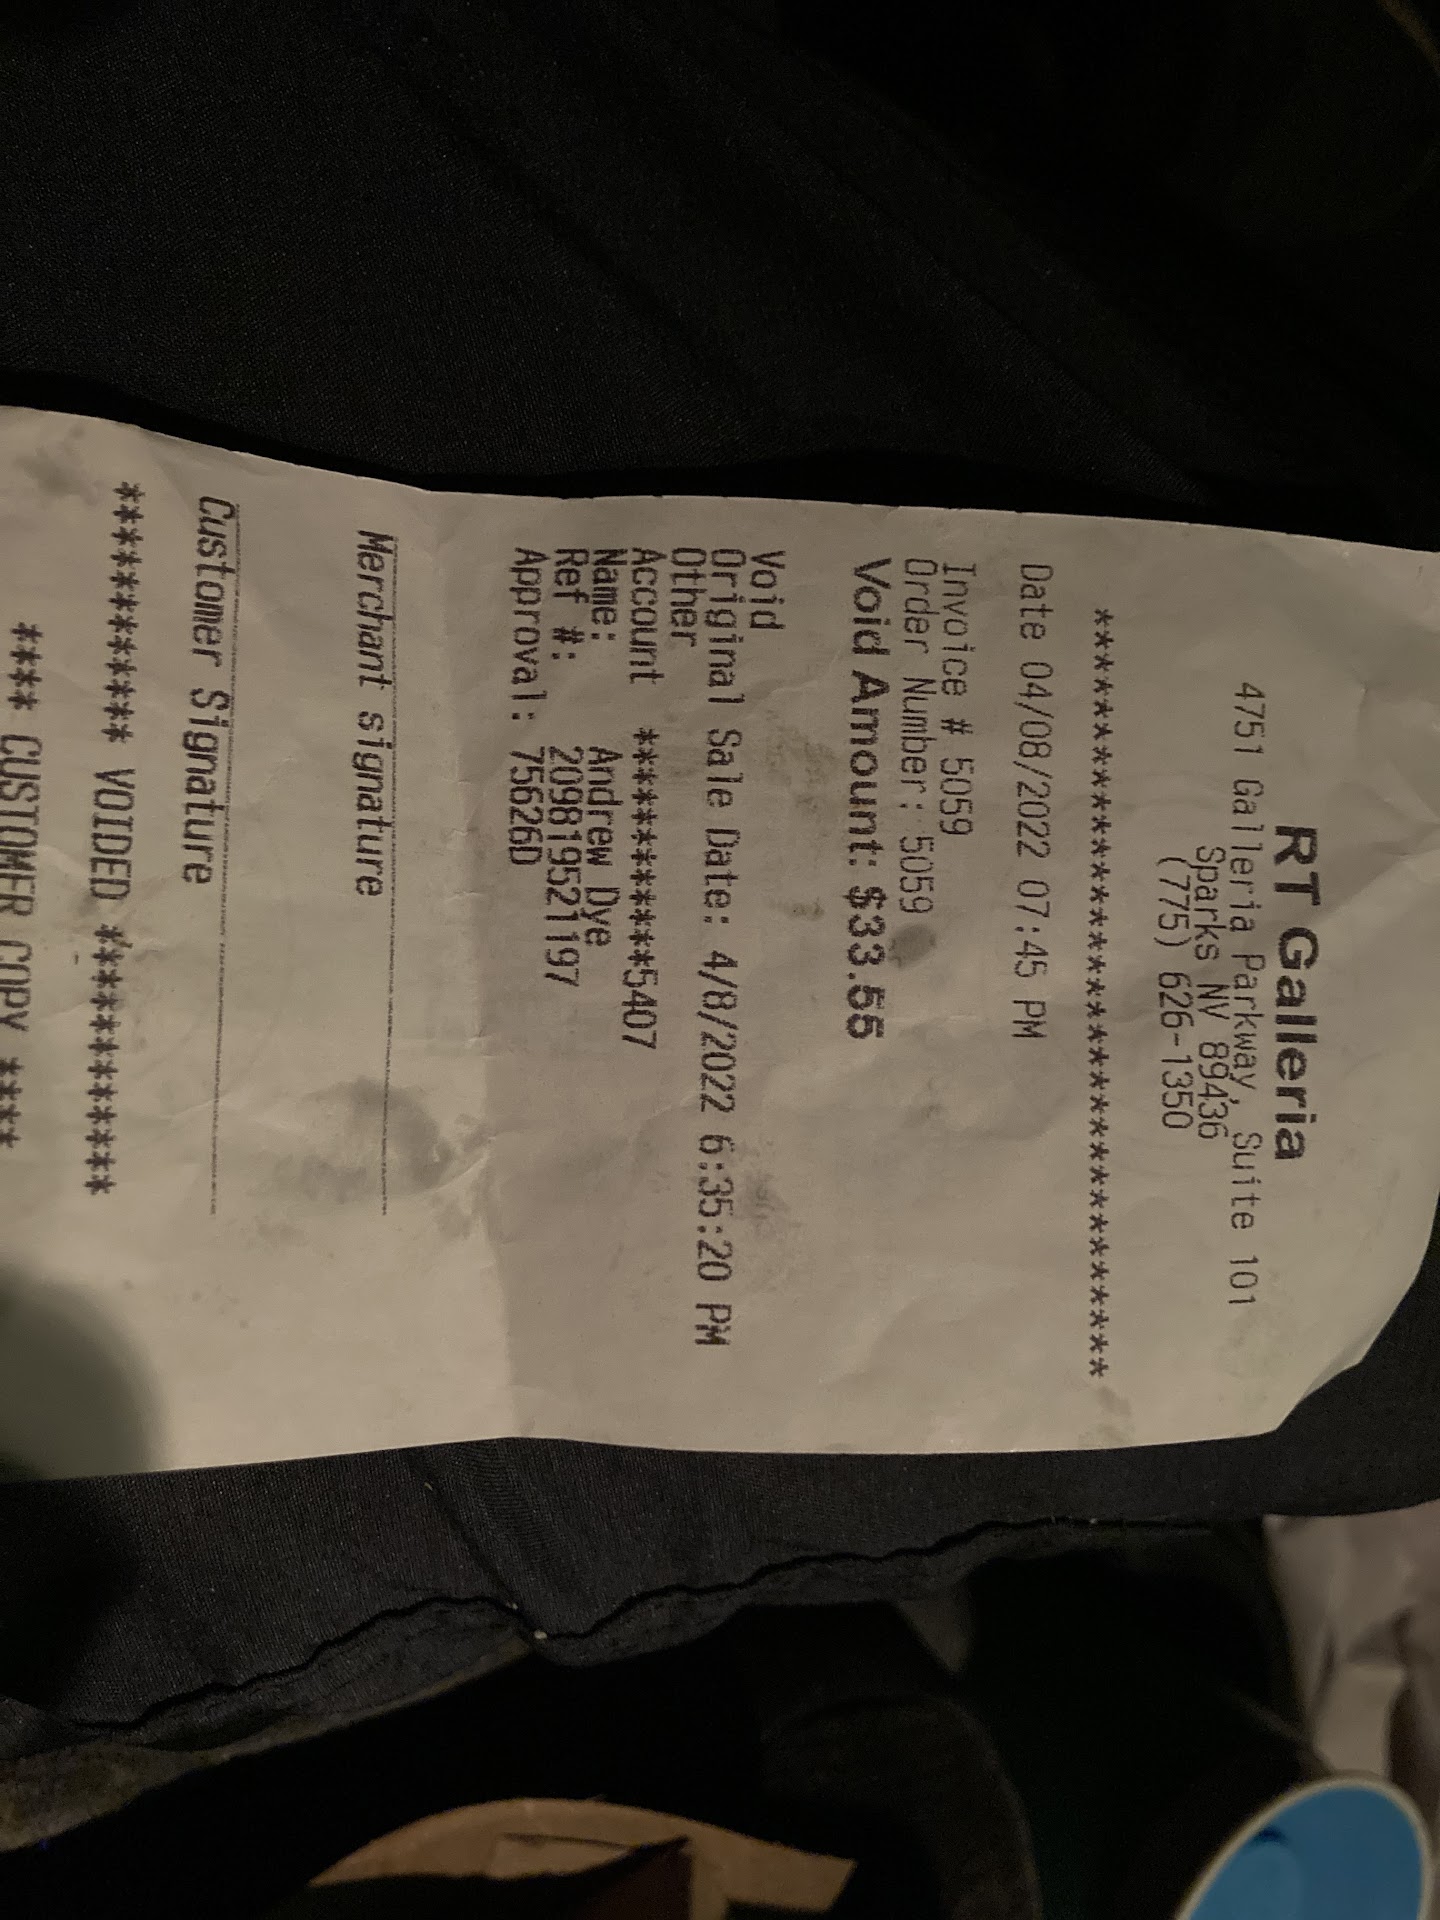 RT Galleria
4751 Galleria Parkway, Suite 101
Sparks NV 89436
(775) 626-1350
**********************************
Date 04/08/2022 07:45 PM
Invoice # 5059
Order Number: 5059
Void Amount: $33.55
Void
Original Sale Date: 4/8/2022 6:35:20 PM
Other
Account ************5407
Name: Andrew Dye
Ref #: 209819521197
Approval: 75626D
Merchant signature
Customer Signature
************ VOIDED ************
**** CUSTOMER COPY ****